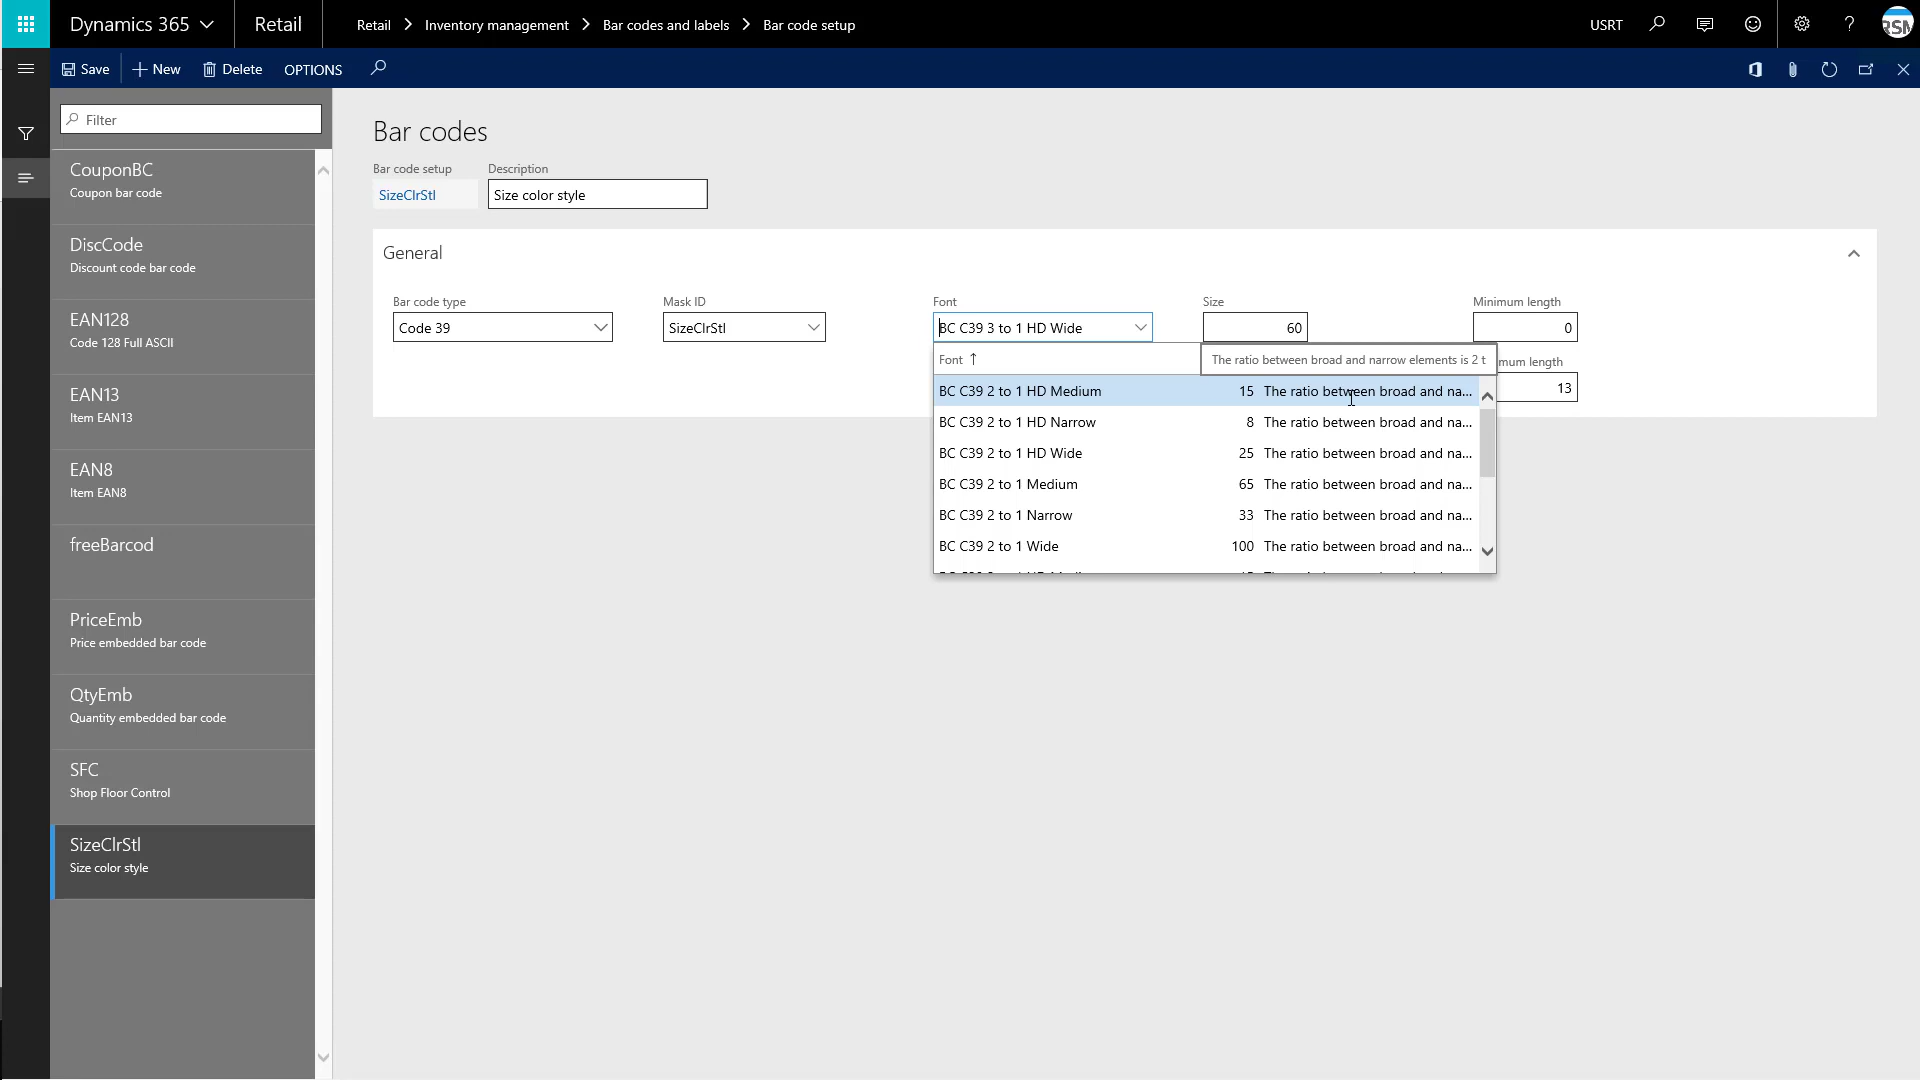 Dynamics 365
Retail
Retail > Inventory management > Bar codes and labels > Bar code setup
USRT
RSM
Save
New
Delete
OPTIONS
Filter
CouponBC
Coupon bar code
DiscCode
Discount code bar code
EAN128
Code 128 Full ASCII
EAN13
Item EAN13
EAN8
Item EAN8
freeBarcod
PriceEmb
Price embedded bar code
QtyEmb
Quantity embedded bar code
SFC
Shop Floor Control
SizeClrStl
Size color style
Bar codes
Bar code setup
SizeClrStl
Description
Size color style
General
Bar code type
Code 39
Mask ID
SizeClrStl
Font
BC C39 3 to 1 HD Wide
Size
60
Minimum length
0
mum length
13
Font ↑
The ratio between broad and narrow elements is 2 t
BC C39 2 to 1 HD Medium 15 The ratio between broad and na...
BC C39 2 to 1 HD Narrow 8 The ratio between broad and na...
BC C39 2 to 1 HD Wide 25 The ratio between broad and na...
BC C39 2 to 1 Medium 65 The ratio between broad and na...
BC C39 2 to 1 Narrow 33 The ratio between broad and na...
BC C39 2 to 1 Wide 100 The ratio between broad and na...